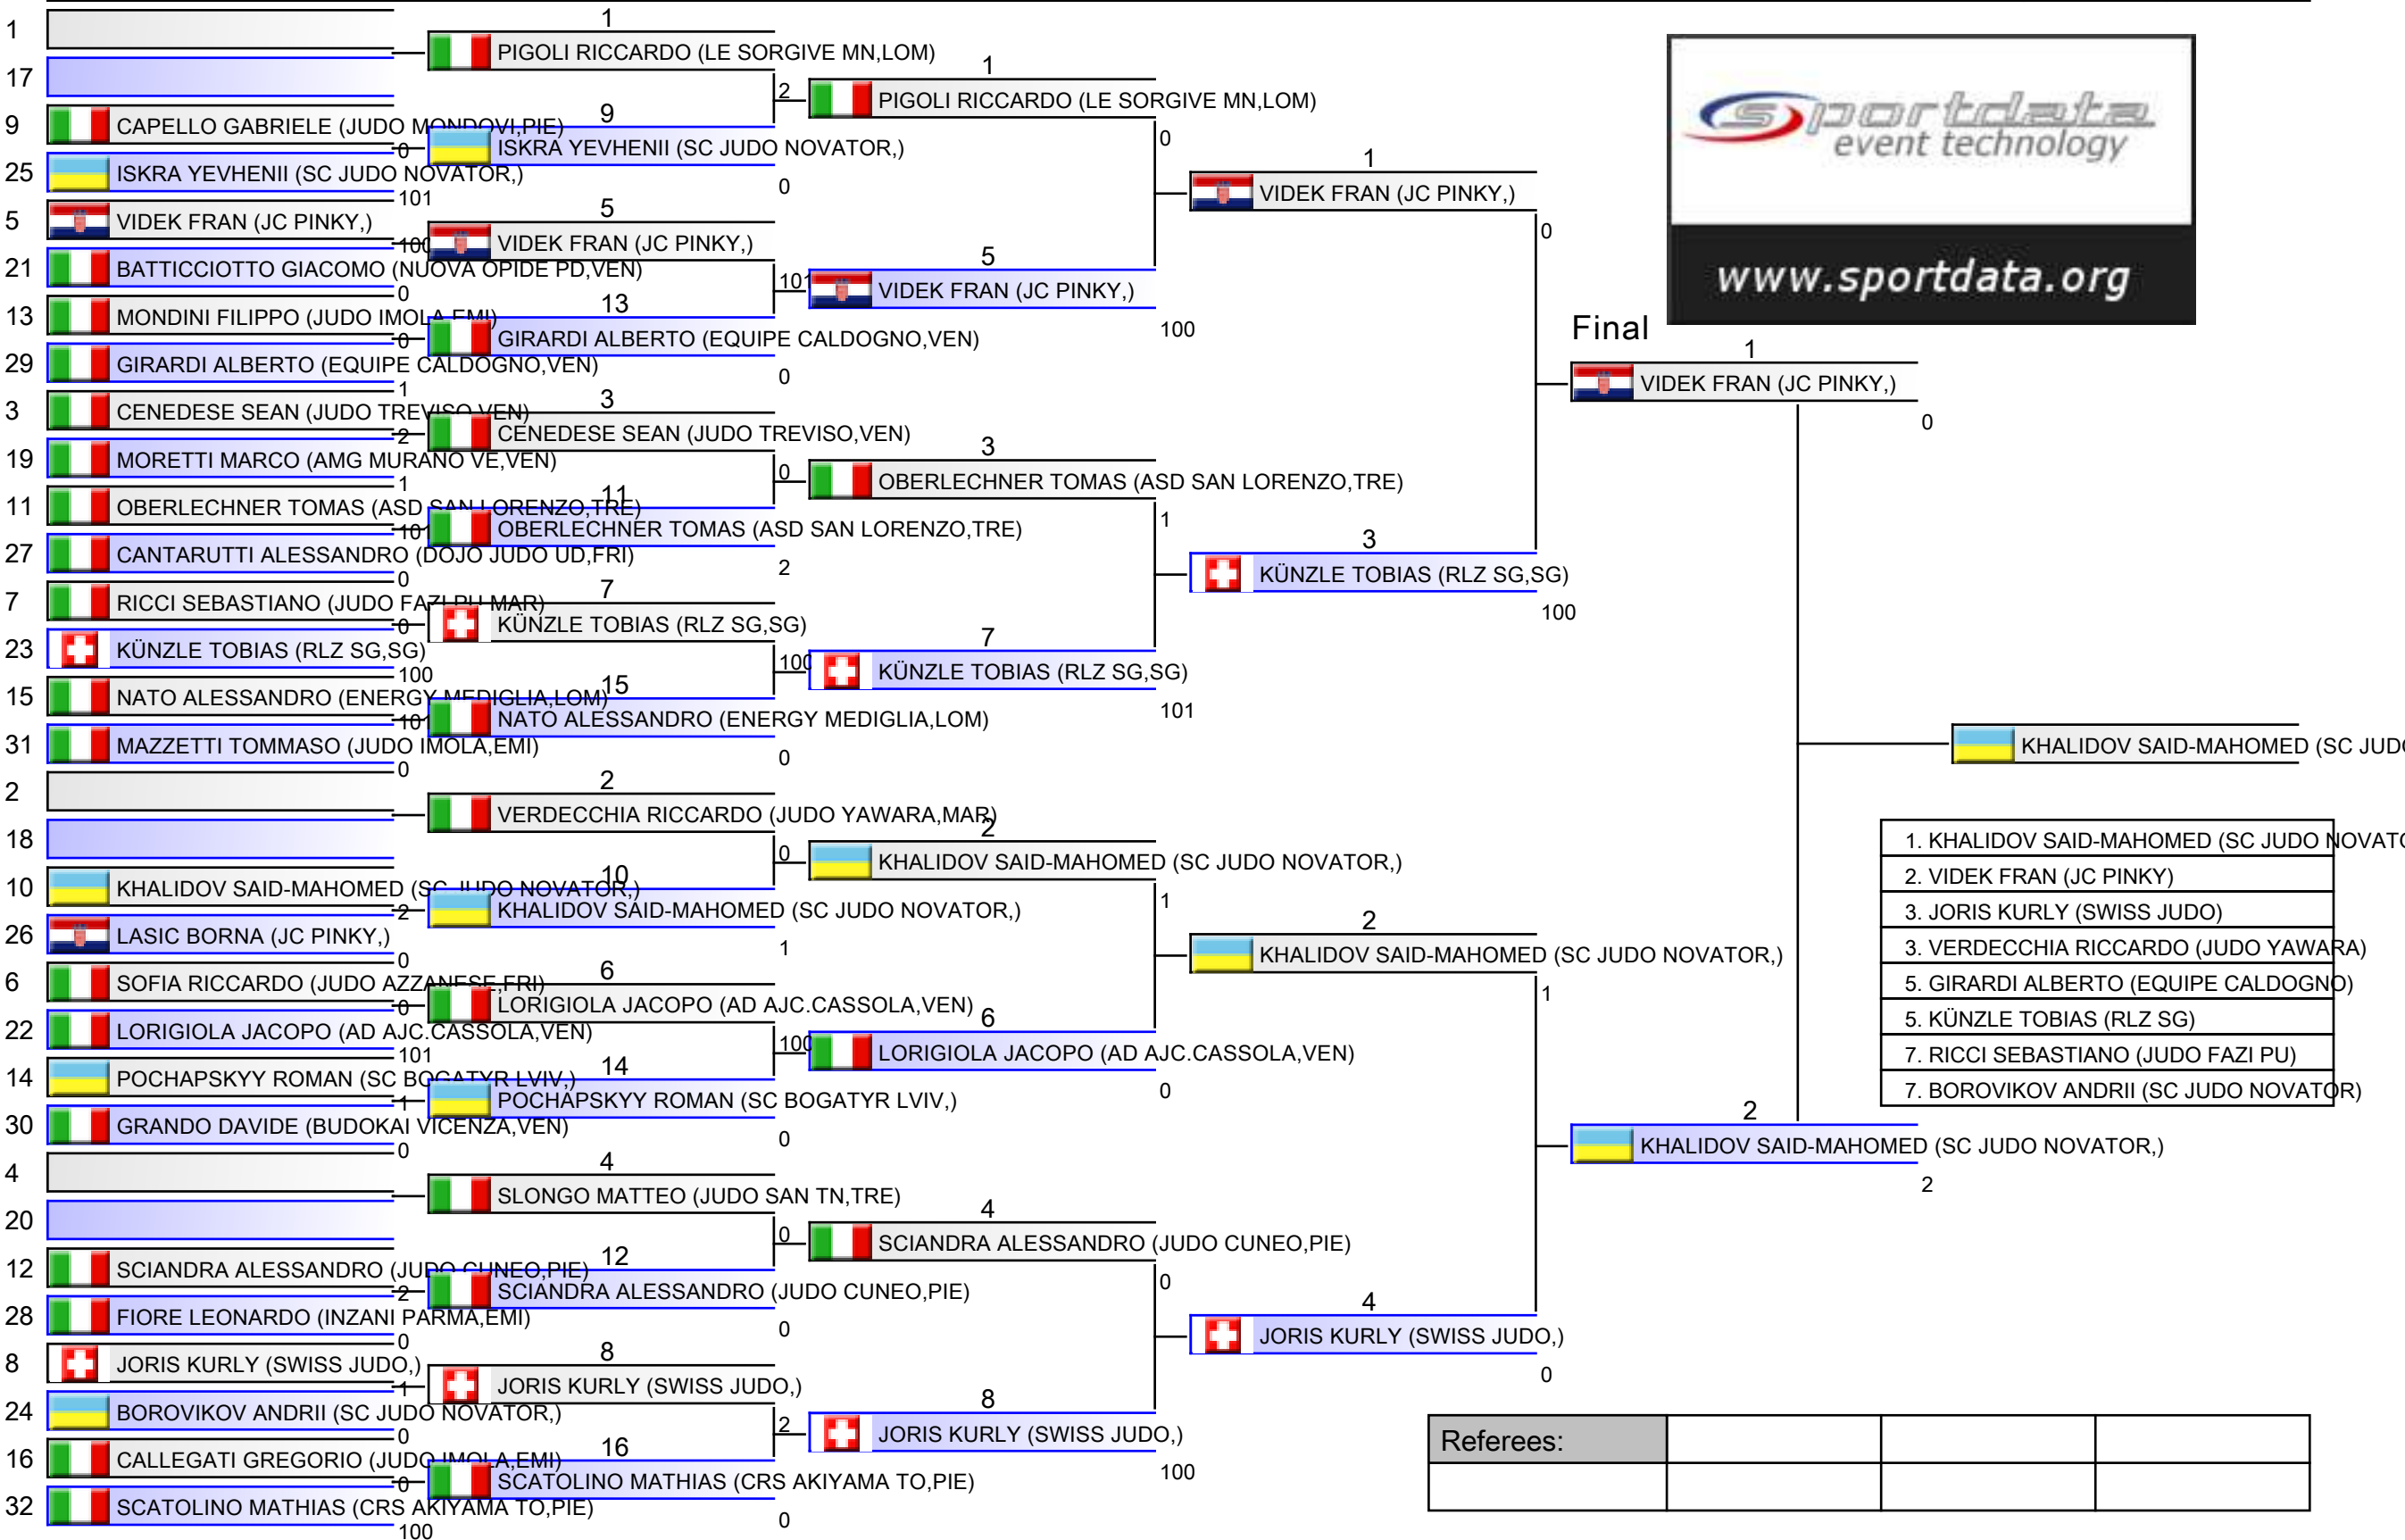 1
17
9 CAPELLO GABRIELE (JUDO MONDOVI,PIE)
0
25 ISKRA YEVHENII (SC JUDO NOVATOR,)
101
5 VIDEK FRAN (JC PINKY,)
100
21 BATTICCIOTTO GIACOMO (NUOVA OPIDE PD,VEN)
0
13 MONDINI FILIPPO (JUDO IMOLA,EMI)
0
29 GIRARDI ALBERTO (EQUIPE CALDOGNO,VEN)
1
3 CENEDESE SEAN (JUDO TREVISO,VEN)
2
19 MORETTI MARCO (AMG MURANO VE,VEN)
1
11 OBERLECHNER TOMAS (ASD SAN LORENZO,TRE)
101
27 CANTARUTTI ALESSANDRO (DOJO JUDO UD,FRI)
0
7 RICCI SEBASTIANO (JUDO FAZI PU,MAR)
0
23 KÜNZLE TOBIAS (RLZ SG,SG)
100
15 NATO ALESSANDRO (ENERGY MEDIGLIA,LOM)
101
31 MAZZETTI TOMMASO (JUDO IMOLA,EMI)
0
2
18
10 KHALIDOV SAID-MAHOMED (SC JUDO NOVATOR,)
2
26 LASIC BORNA (JC PINKY,)
0
6 SOFIA RICCARDO (JUDO AZZANESE,FRI)
0
22 LORIGIOLA JACOPO (AD AJC.CASSOLA,VEN)
101
14 POCHAPSKYY ROMAN (SC BOGATYR LVIV,)
1
30 GRANDO DAVIDE (BUDOKAI VICENZA,VEN)
0
4
20
12 SCIANDRA ALESSANDRO (JUDO CUNEO,PIE)
2
28 FIORE LEONARDO (INZANI PARMA,EMI)
0
8 JORIS KURLY (SWISS JUDO,)
1
24 BOROVIKOV ANDRII (SC JUDO NOVATOR,)
0
16 CALLEGATI GREGORIO (JUDO IMOLA,EMI)
0
32 SCATOLINO MATHIAS (CRS AKIYAMA TO,PIE)
100
1
PIGOLI RICCARDO (LE SORGIVE MN,LOM)
2
9
ISKRA YEVHENII (SC JUDO NOVATOR,)
0
5
VIDEK FRAN (JC PINKY,)
101
13
GIRARDI ALBERTO (EQUIPE CALDOGNO,VEN)
0
3
CENEDESE SEAN (JUDO TREVISO,VEN)
0
11
OBERLECHNER TOMAS (ASD SAN LORENZO,TRE)
2
7
KÜNZLE TOBIAS (RLZ SG,SG)
100
15
NATO ALESSANDRO (ENERGY MEDIGLIA,LOM)
0
2
VERDECCHIA RICCARDO (JUDO YAWARA,MAR)
0
10
KHALIDOV SAID-MAHOMED (SC JUDO NOVATOR,)
1
6
LORIGIOLA JACOPO (AD AJC.CASSOLA,VEN)
100
14
POCHAPSKYY ROMAN (SC BOGATYR LVIV,)
0
4
SLONGO MATTEO (JUDO SAN TN,TRE)
0
12
SCIANDRA ALESSANDRO (JUDO CUNEO,PIE)
0
8
JORIS KURLY (SWISS JUDO,)
2
16
SCATOLINO MATHIAS (CRS AKIYAMA TO,PIE)
0
1
PIGOLI RICCARDO (LE SORGIVE MN,LOM)
0
5
VIDEK FRAN (JC PINKY,)
100
3
OBERLECHNER TOMAS (ASD SAN LORENZO,TRE)
1
7
KÜNZLE TOBIAS (RLZ SG,SG)
101
2
KHALIDOV SAID-MAHOMED (SC JUDO NOVATOR,)
1
6
LORIGIOLA JACOPO (AD AJC.CASSOLA,VEN)
0
4
SCIANDRA ALESSANDRO (JUDO CUNEO,PIE)
0
8
JORIS KURLY (SWISS JUDO,)
100
1
VIDEK FRAN (JC PINKY,)
0
3
KÜNZLE TOBIAS (RLZ SG,SG)
100
2
KHALIDOV SAID-MAHOMED (SC JUDO NOVATOR,)
1
4
JORIS KURLY (SWISS JUDO,)
0
sportdata
event technology
www.sportdata.org
Final
1
VIDEK FRAN (JC PINKY,)
0
2
KHALIDOV SAID-MAHOMED (SC JUDO NOVATOR,)
2
KHALIDOV SAID-MAHOMED (SC JUD
1. KHALIDOV SAID-MAHOMED (SC JUDO NOVATO
2. VIDEK FRAN (JC PINKY)
3. JORIS KURLY (SWISS JUDO)
3. VERDECCHIA RICCARDO (JUDO YAWARA)
5. GIRARDI ALBERTO (EQUIPE CALDOGNO)
5. KÜNZLE TOBIAS (RLZ SG)
7. RICCI SEBASTIANO (JUDO FAZI PU)
7. BOROVIKOV ANDRII (SC JUDO NOVATOR)
Referees: